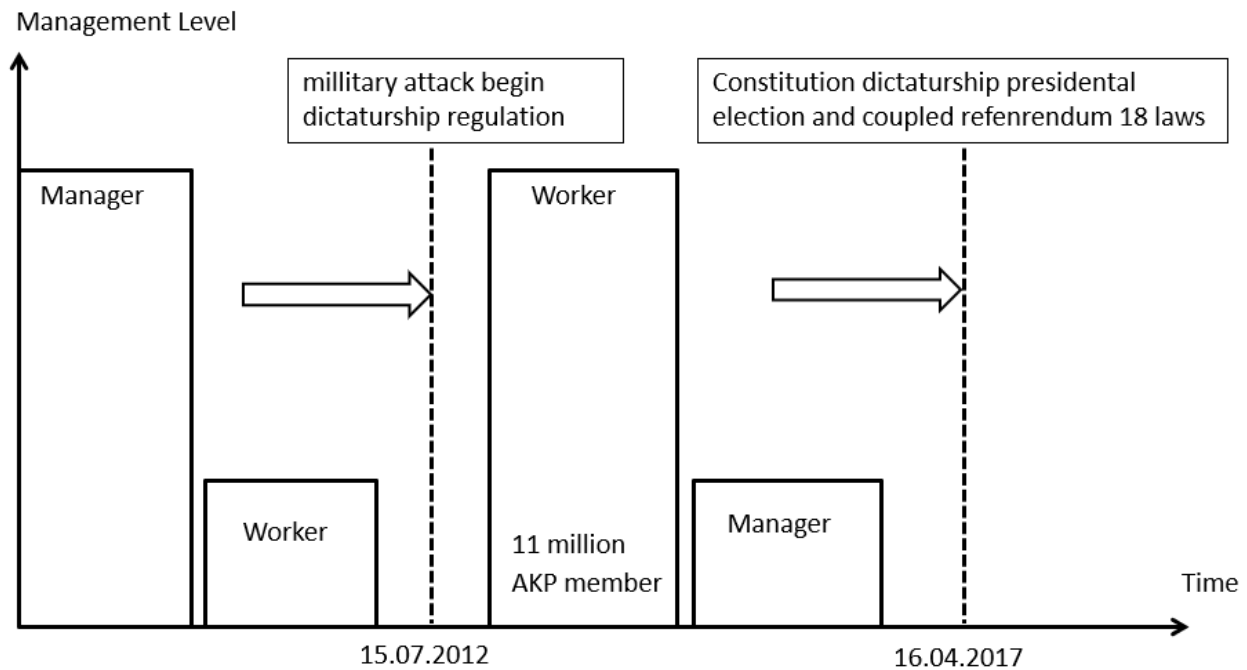 Management Level
millitary attack begin
dictaturship regulation
Constitution dictaturship presidental
election and coupled refenrendum 18 laws
Manager
Worker
Worker
11 million
AKP member
Manager
Time
15.07.2012
16.04.2017